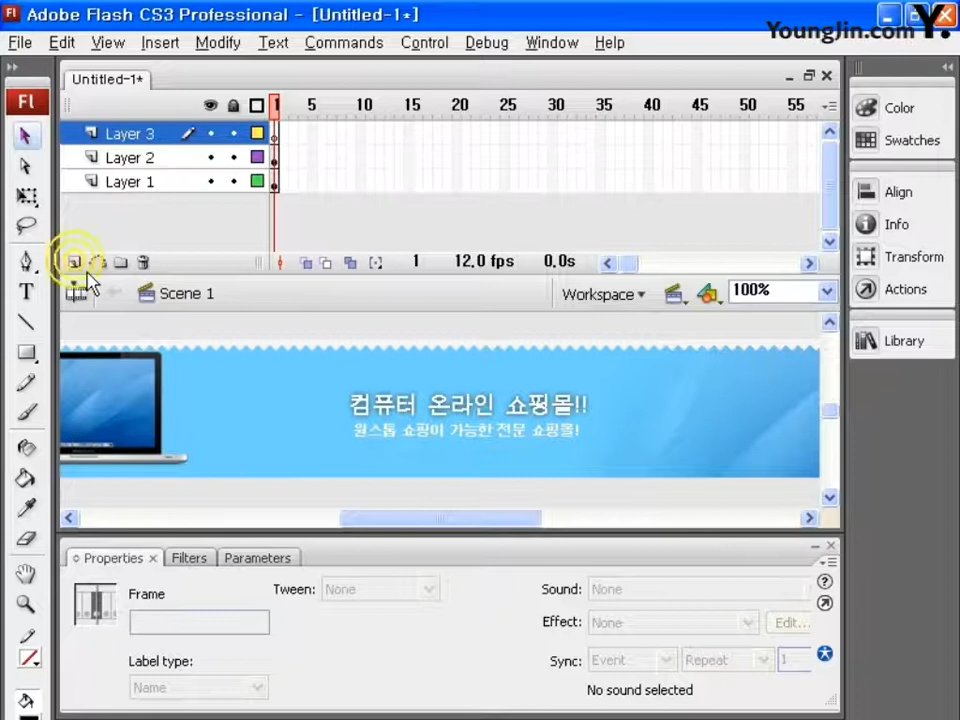 Fl Adobe Flash CS3 Professional - [Untitled-1*]
YoungJin.com Y.
File Edit View Insert Modify Text Commands Control Debug Window Help
Untitled-1*
1 5 10 15 20 25 30 35 40 45 50 55
Fl
Layer 3
Layer 2
Layer 1
1 12.0 fps 0.0s
Scene 1 Workspace 100%
T
컴퓨터 온라인 쇼핑몰!!
원스톱 쇼핑이 가능한 전문 쇼핑몰!
Color
Swatches
Align
Info
Transform
Actions
Library
Properties Filters Parameters
Frame Tween: None Sound: None
Effect: None Edit...
Label type: Sync: Event Repeat 1
Name No sound selected